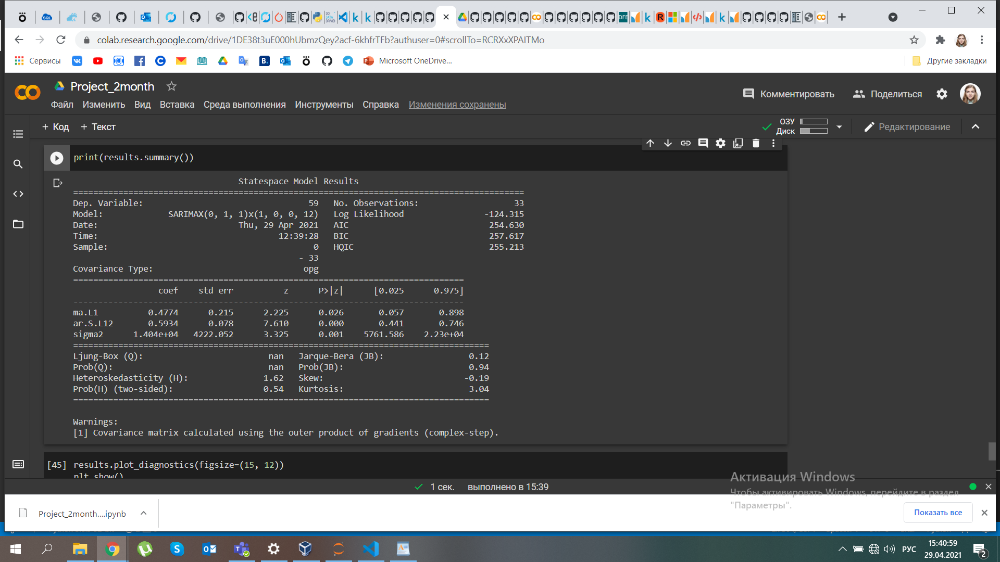 SQL
DFE
colab.research.google.com/drive/1DE38t3uE000hUbmzQey2acf-6khfrTFb?authuser=0#scrollTo=RCRXxXPAITMo
Сервисы
Microsoft OneDrive...
Другие закладки
Project_2month
Файл Изменить Вид Вставка Среда выполнения Инструменты Справка Изменения сохранены
Комментировать
Поделиться
+ Код + Текст
ОЗУ
Диск
Редактирование
print(results.summary())
Statespace Model Results
==========================================================================================
Dep. Variable: 59 No. Observations: 33
Model: SARIMAX(0, 1, 1)x(1, 0, 0, 12) Log Likelihood -124.315
Date: Thu, 29 Apr 2021 AIC 254.630
Time: 12:39:28 BIC 257.617
Sample: 0 HQIC 255.213
- 33
Covariance Type: opg
==============================================================================
coef std err z P>|z| [0.025 0.975]
------------------------------------------------------------------------------
ma.L1 0.4774 0.215 2.225 0.026 0.057 0.898
ar.S.L12 0.5934 0.078 7.610 0.000 0.441 0.746
sigma2 1.404e+04 4222.052 3.325 0.001 5761.586 2.23e+04
===================================================================================
Ljung-Box (Q): nan Jarque-Bera (JB): 0.12
Prob(Q): nan Prob(JB): 0.94
Heteroskedasticity (H): 1.62 Skew: -0.19
Prob(H) (two-sided): 0.54 Kurtosis: 3.04
===================================================================================
Warnings:
[1] Covariance matrix calculated using the outer product of gradients (complex-step).
[45] results.plot_diagnostics(figsize=(15, 12))
plt.show()
1 сек. выполнено в 15:39
Активация Windows
Чтобы активировать Windows, перейдите в раздел
"Параметры".
Project_2month....ipynb
Показать все
РУС
15:40:59
29.04.2021
2